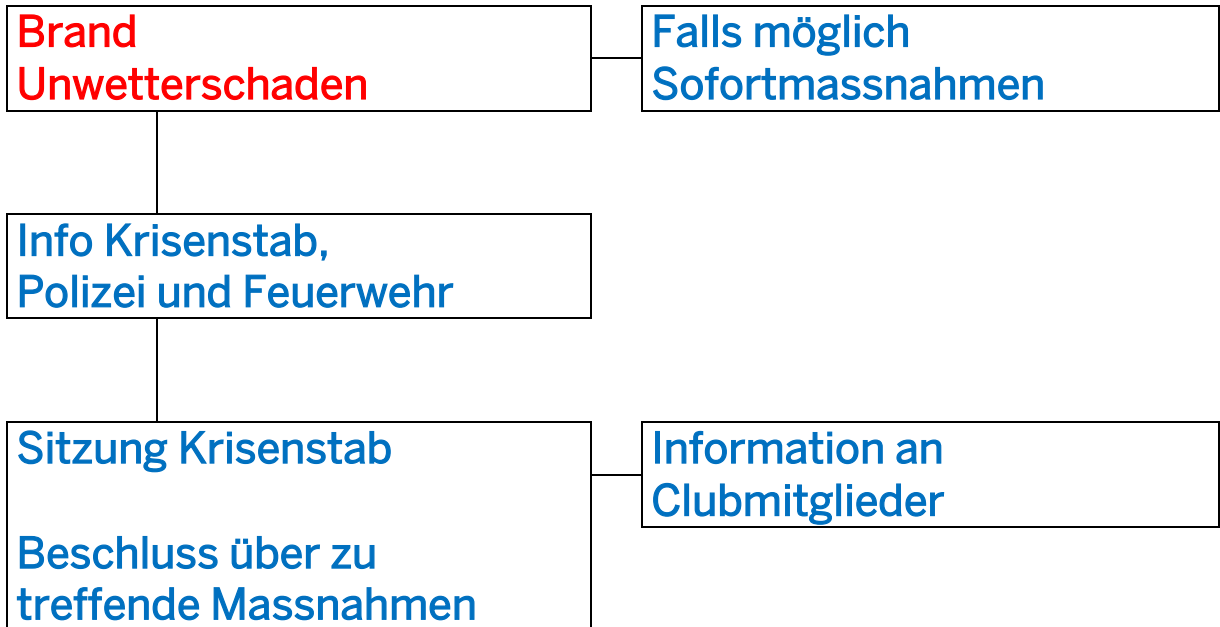 Brand
Unwetterschaden
Falls möglich
Sofortmassnahmen
Info Krisenstab,
Polizei und Feuerwehr
Sitzung Krisenstab
Beschluss über zu
treffende Massnahmen
Information an
Clubmitglieder